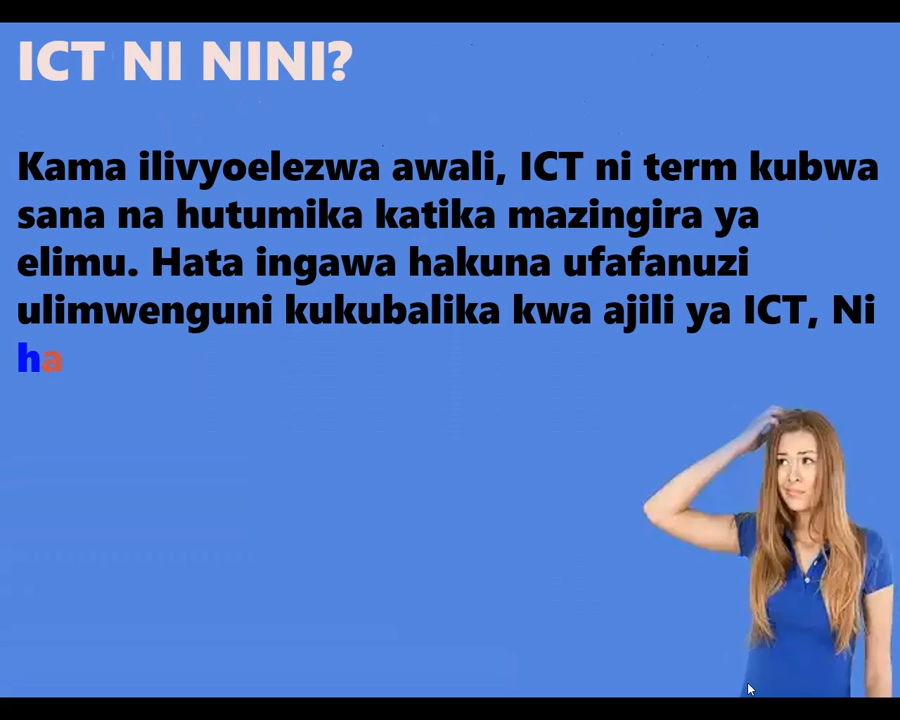 ICT NI NINI?
Kama ilivyoelezwa awali, ICT ni term kubwa
sana na hutumika katika mazingira ya
elimu. Hata ingawa hakuna ufafanuzi
ulimwenguni kukubalika kwa ajili ya ICT, Ni
ha